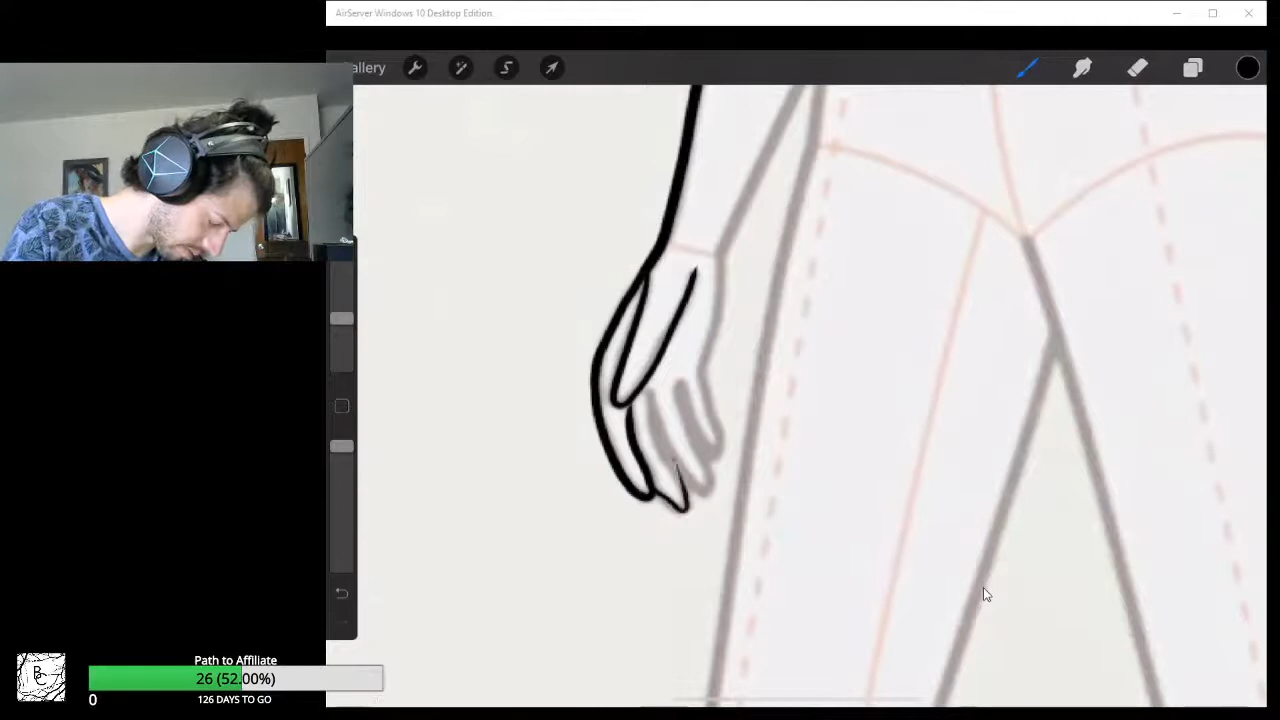 AirServer Windows 10 Desktop Edition
allery
Path to Affiliate
26 (52.00%)
0
126 DAYS TO GO